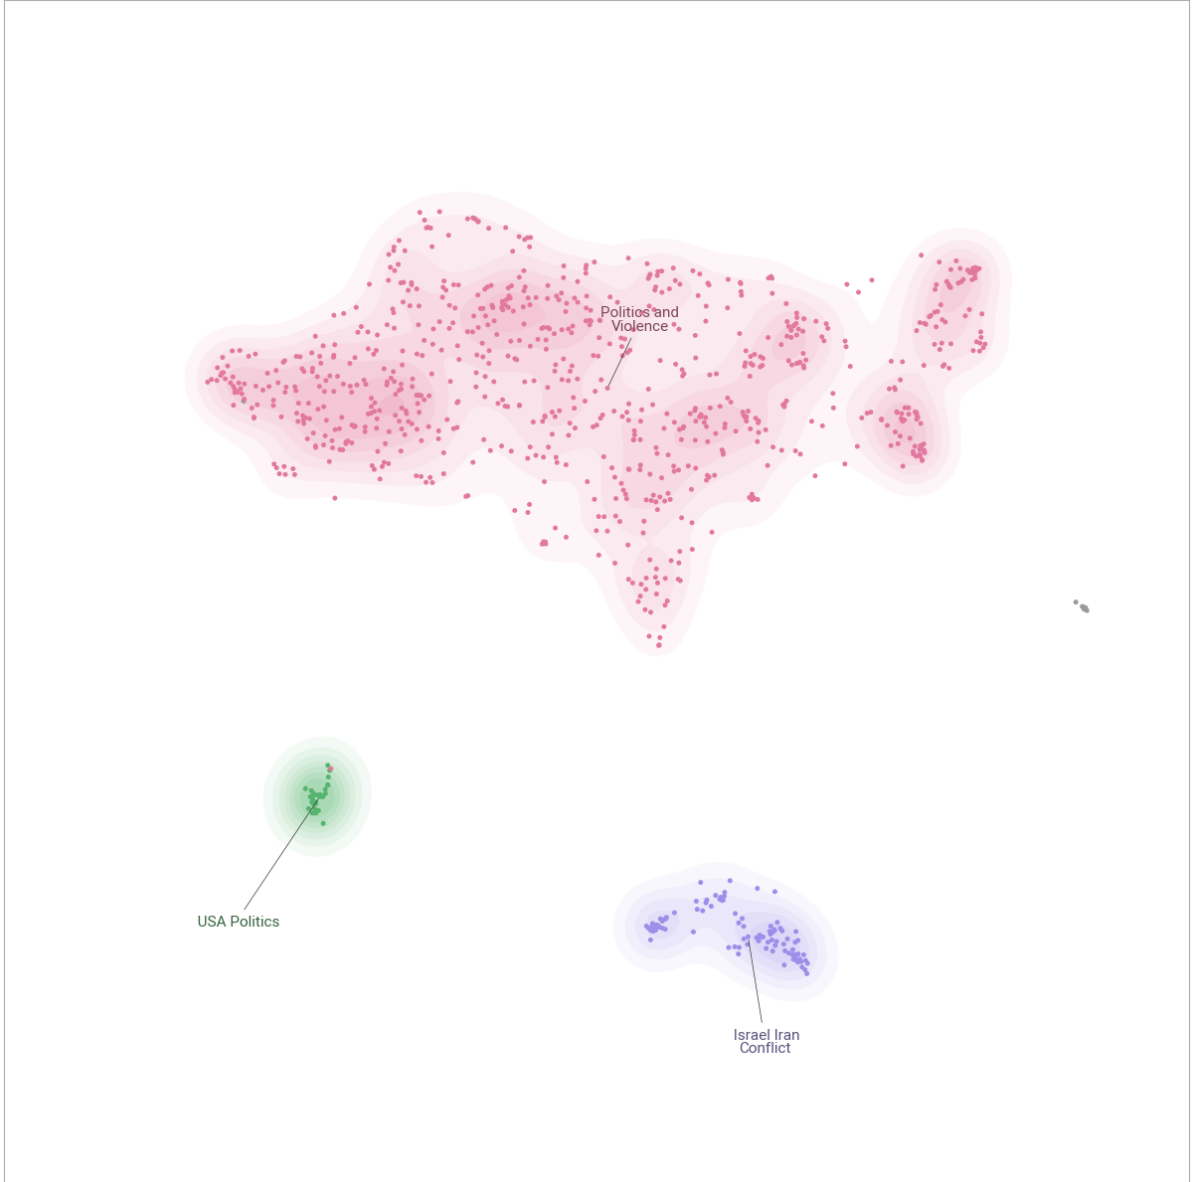 Politics and
Violence
USA Politics
Israel Iran
Conflict